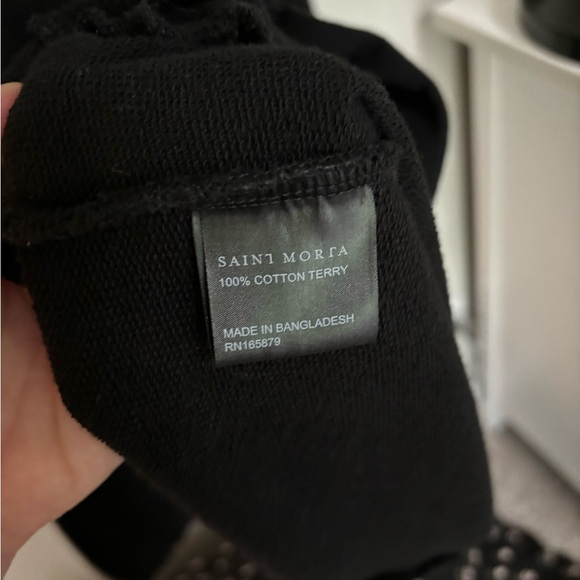 SAINT MORTA
100% COTTON TERRY
MADE IN BANGLADESH
RN165879